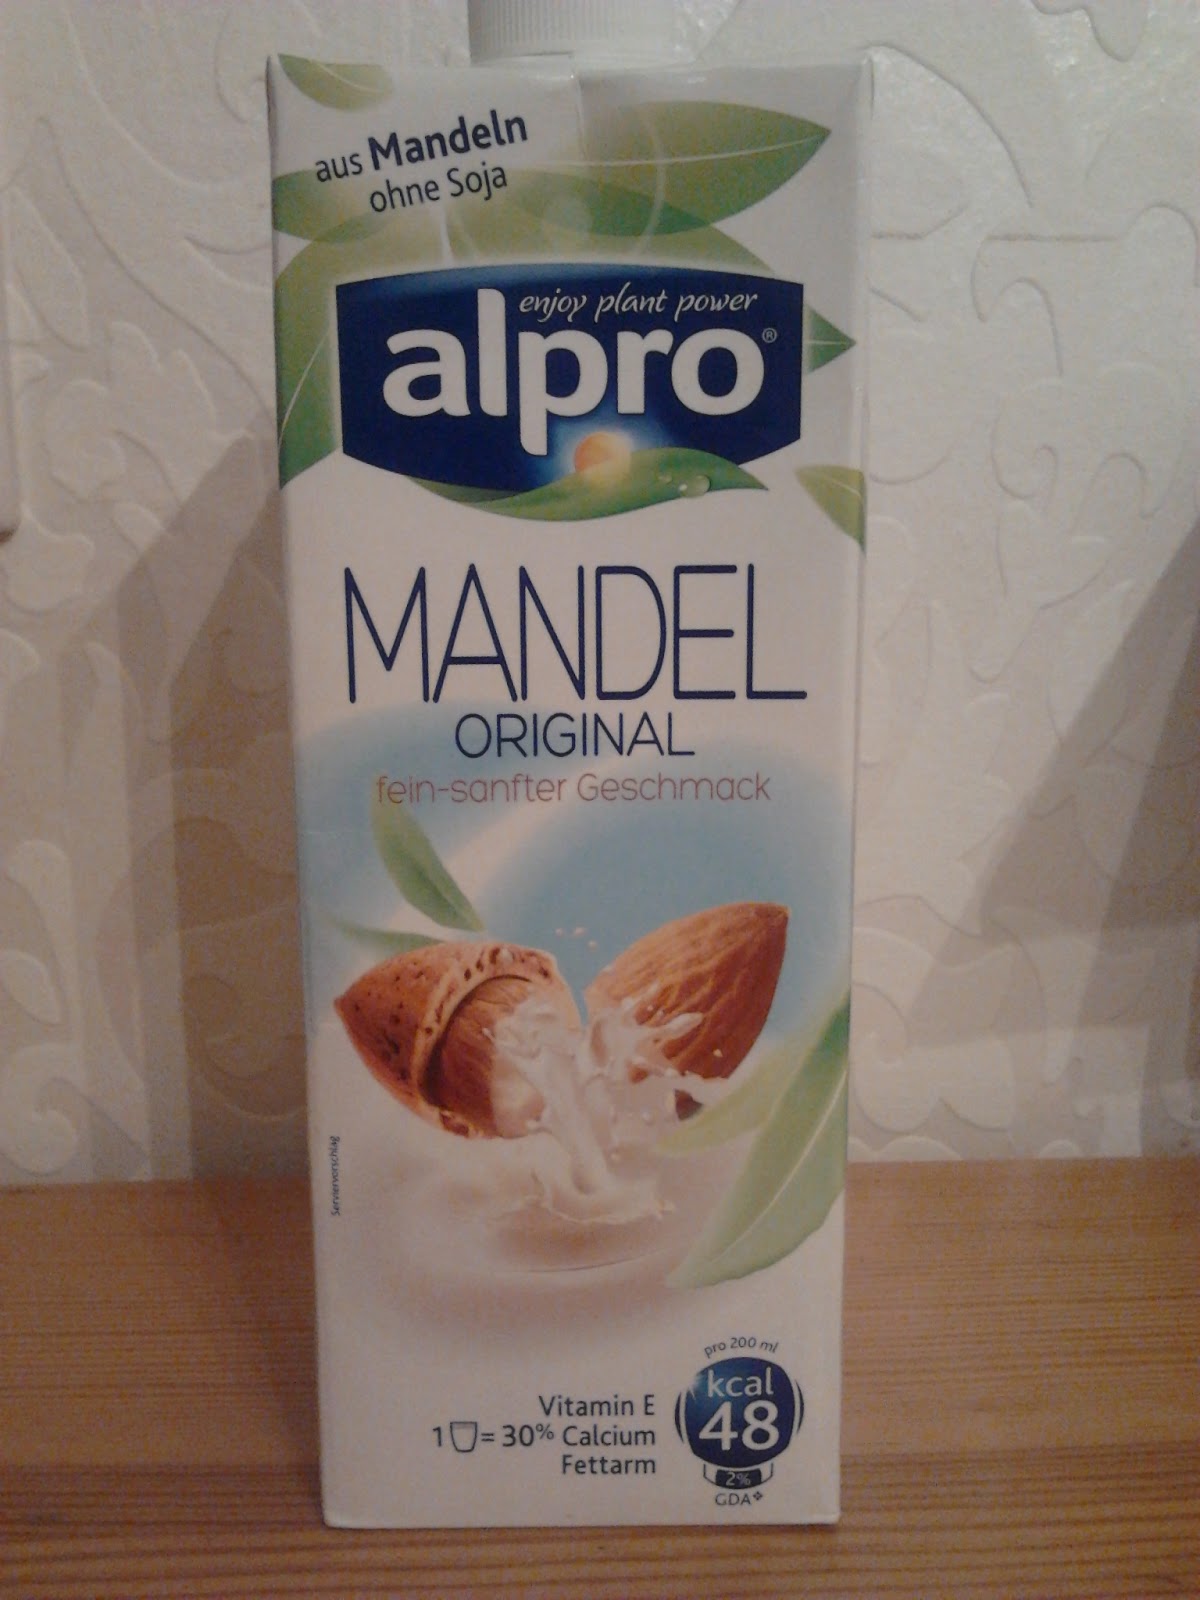 aus Mandeln
ohne Soja
enjoy plant power
alpro®
MANDEL
ORIGINAL
fein-sanfter Geschmack
Serviervorschlag
pro 200 ml
kcal
48
2%
GDA❖
Vitamin E
1 = 30% Calcium
Fettarm